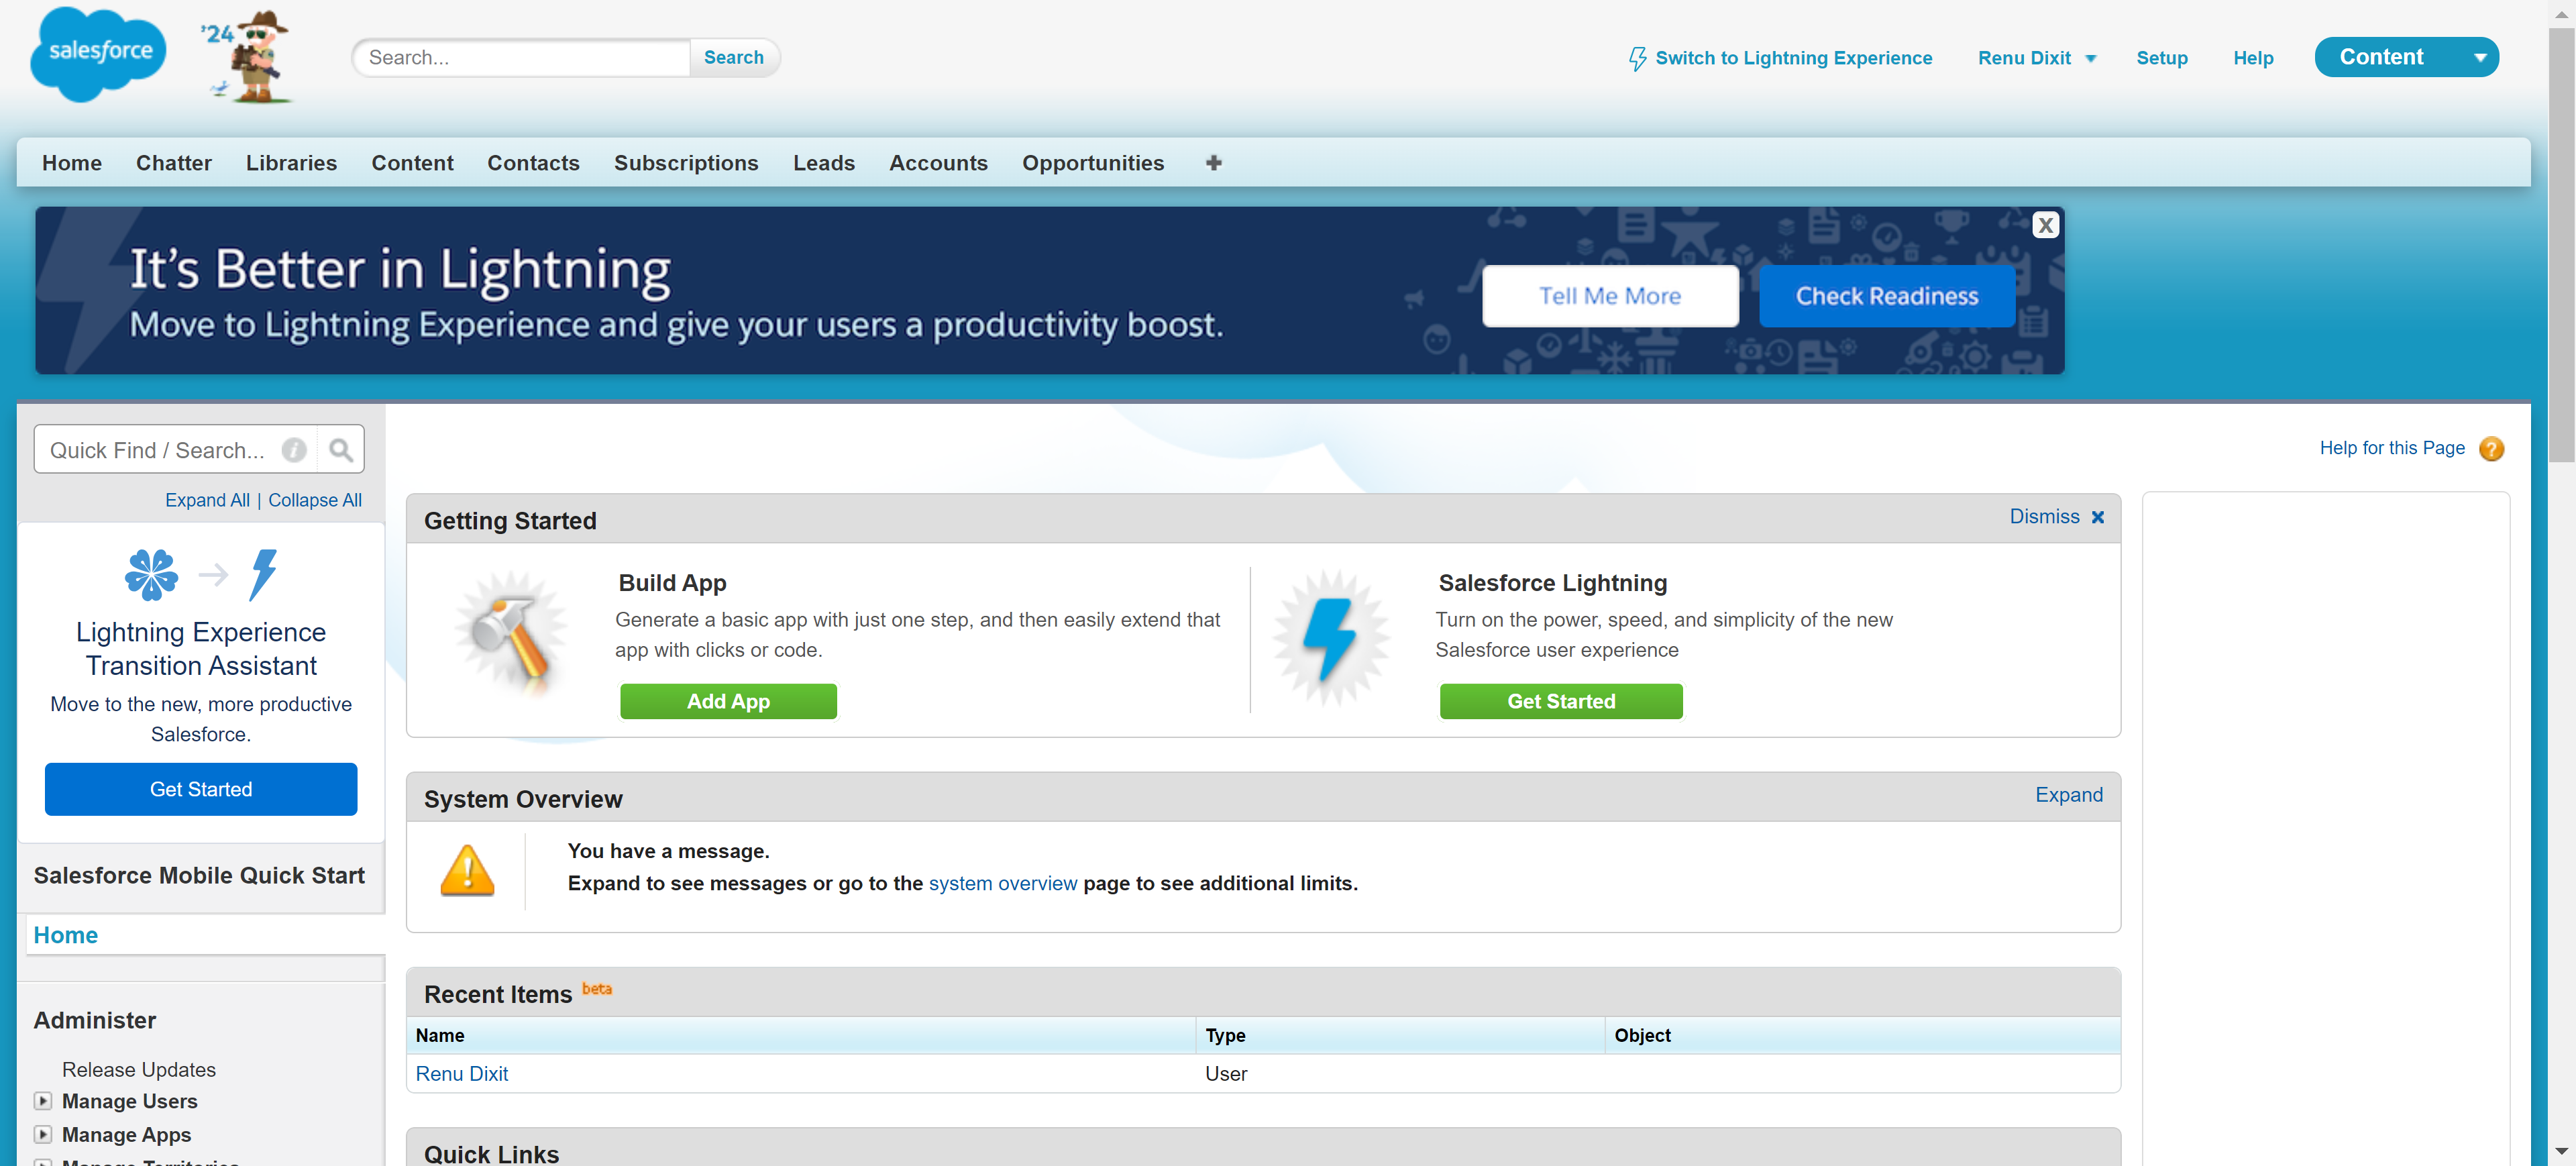 salesforce
'24
Search...
Search
Switch to Lightning Experience
Renu Dixit
Setup
Help
Content
Home
Chatter
Libraries
Content
Contacts
Subscriptions
Leads
Accounts
Opportunities
It's Better in Lightning
Move to Lightning Experience and give your users a productivity boost.
Tell Me More
Check Readiness
X
Quick Find / Search...
Expand All | Collapse All
Lightning Experience
Transition Assistant
Move to the new, more productive
Salesforce.
Get Started
Salesforce Mobile Quick Start
Home
Administer
Release Updates
Manage Users
Manage Apps
Manage Territories
Help for this Page
Getting Started
Dismiss
Build App
Generate a basic app with just one step, and then easily extend that
app with clicks or code.
Add App
Salesforce Lightning
Turn on the power, speed, and simplicity of the new
Salesforce user experience
Get Started
System Overview
Expand
You have a message.
Expand to see messages or go to the system overview page to see additional limits.
Recent Items beta
Name
Type
Object
Renu Dixit
User
Quick Links